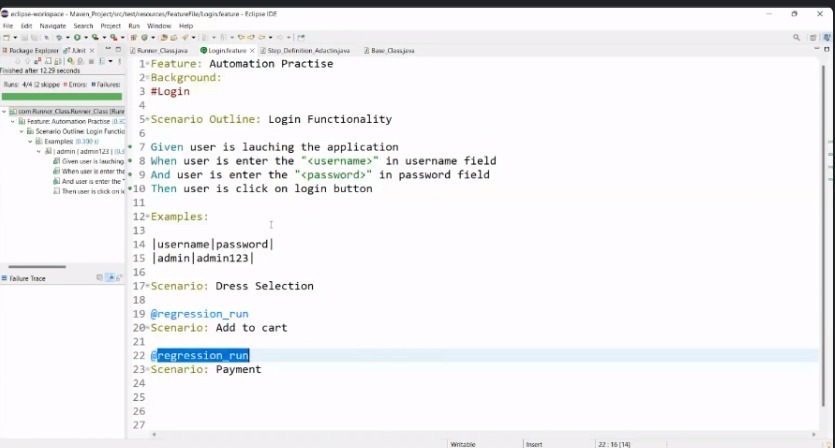 eclipse-workspace - Maven_Project/src/test/resources/FeatureFile/Login.feature - Eclipse IDE
File Edit Navigate Search Project Run Window Help
Package Explorer JUnit
Runner_Class.java Login.feature Step_Definition_Adactin.java Base_Class.java
Finished after 12.29 seconds
Runs: 4/4 (2 skippe Errors: Failures:
com.Runner_Class.Runner_Class [Runn
Feature: Automation Practise (0.30
Scenario Outline: Login Functio
Examples: (0.300 s)
| admin | admin123 | (0.3
Given user is lauching
When user is enter the
And user is enter the "
Then user is click on lo
Failure Trace
1 Feature: Automation Practise
2 Background:
3 #Login
4
5 Scenario Outline: Login Functionality
6
7 Given user is lauching the application
8 When user is enter the "<username>" in username field
9 And user is enter the "<password>" in password field
10 Then user is click on login button
11
12 Examples:
13
14 |username|password|
15 |admin|admin123|
16
17 Scenario: Dress Selection
18
19 @regression_run
20 Scenario: Add to cart
21
22 @regression_run
23 Scenario: Payment
24
25
26
27
Writable Insert 22 : 16 [14]